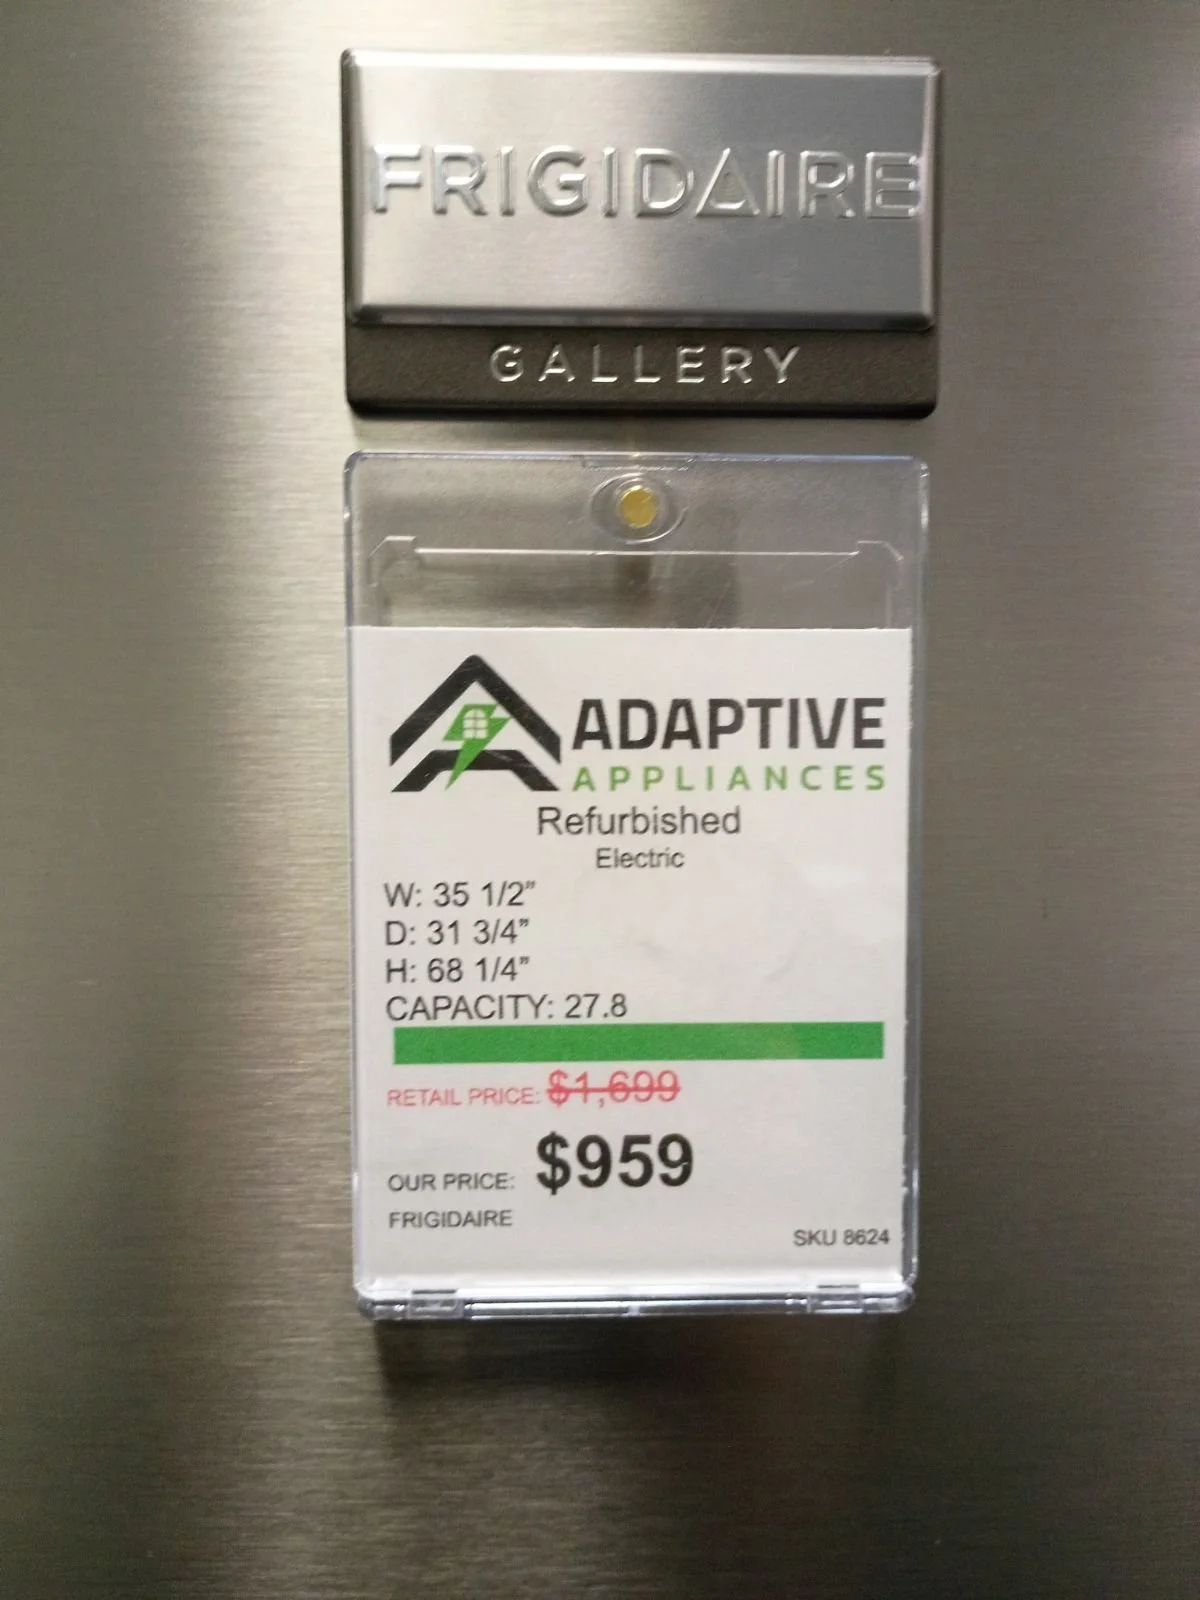 FRIGIDAIRE
GALLERY
ADAPTIVE
APPLIANCES
Refurbished
Electric
W: 35 1/2”
D: 31 3/4”
H: 68 1/4”
CAPACITY: 27.8
RETAIL PRICE: $1,699
OUR PRICE: $959
FRIGIDAIRE
SKU 8624